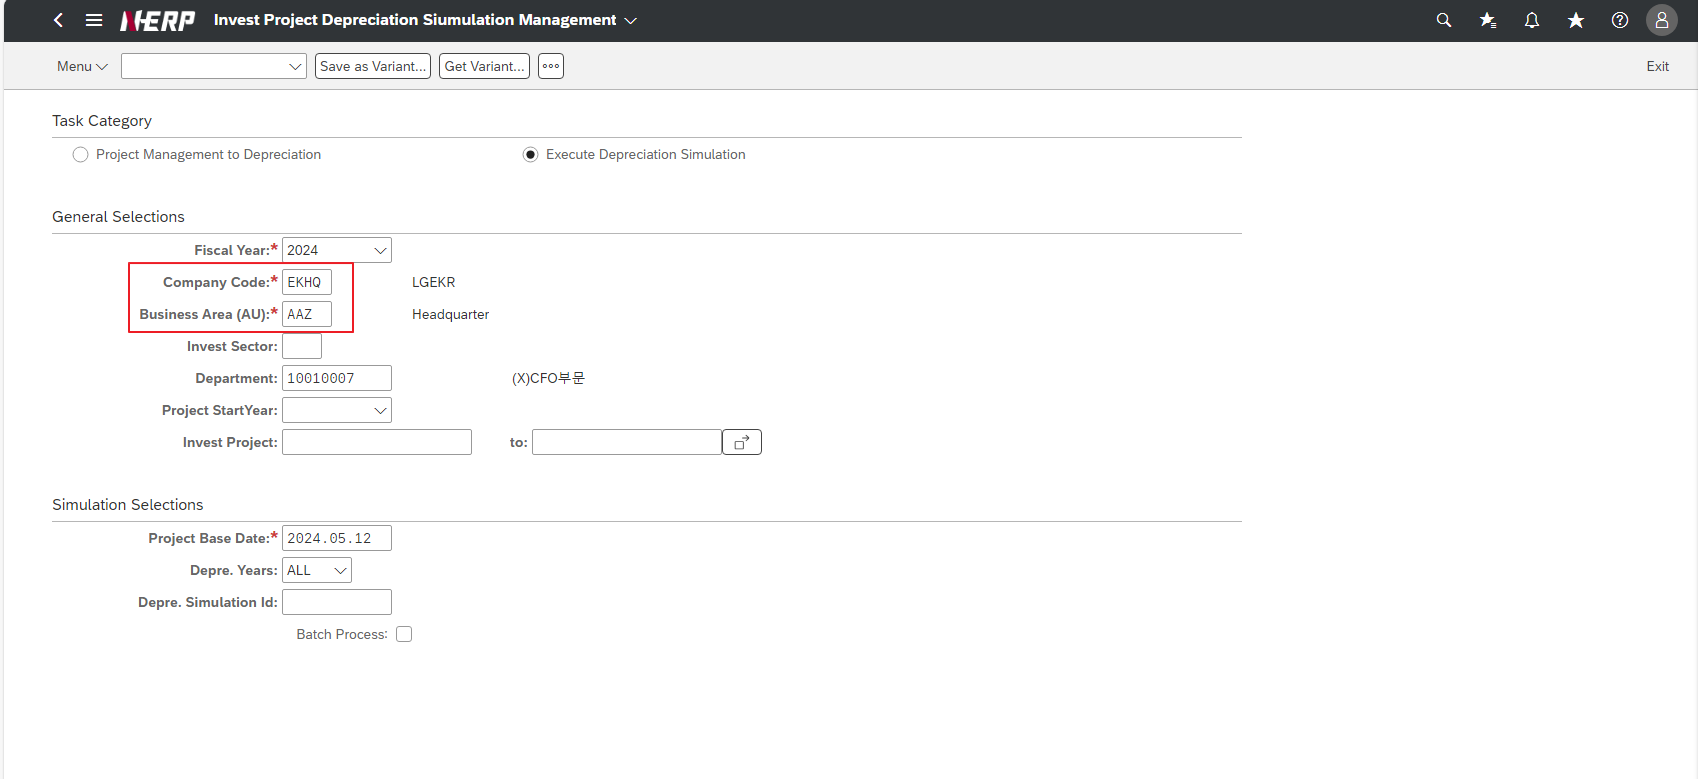 NERP Invest Project Depreciation Siumulation Management
Menu Save as Variant... Get Variant... Exit
Task Category
Project Management to Depreciation Execute Depreciation Simulation
General Selections
Fiscal Year:* 2024
Company Code:* EKHQ LGEKR
Business Area (AU):* AAZ Headquarter
Invest Sector:
Department: 10010007 (X)CFO부문
Project StartYear:
Invest Project: to:
Simulation Selections
Project Base Date:* 2024.05.12
Depre. Years: ALL
Depre. Simulation Id:
Batch Process: